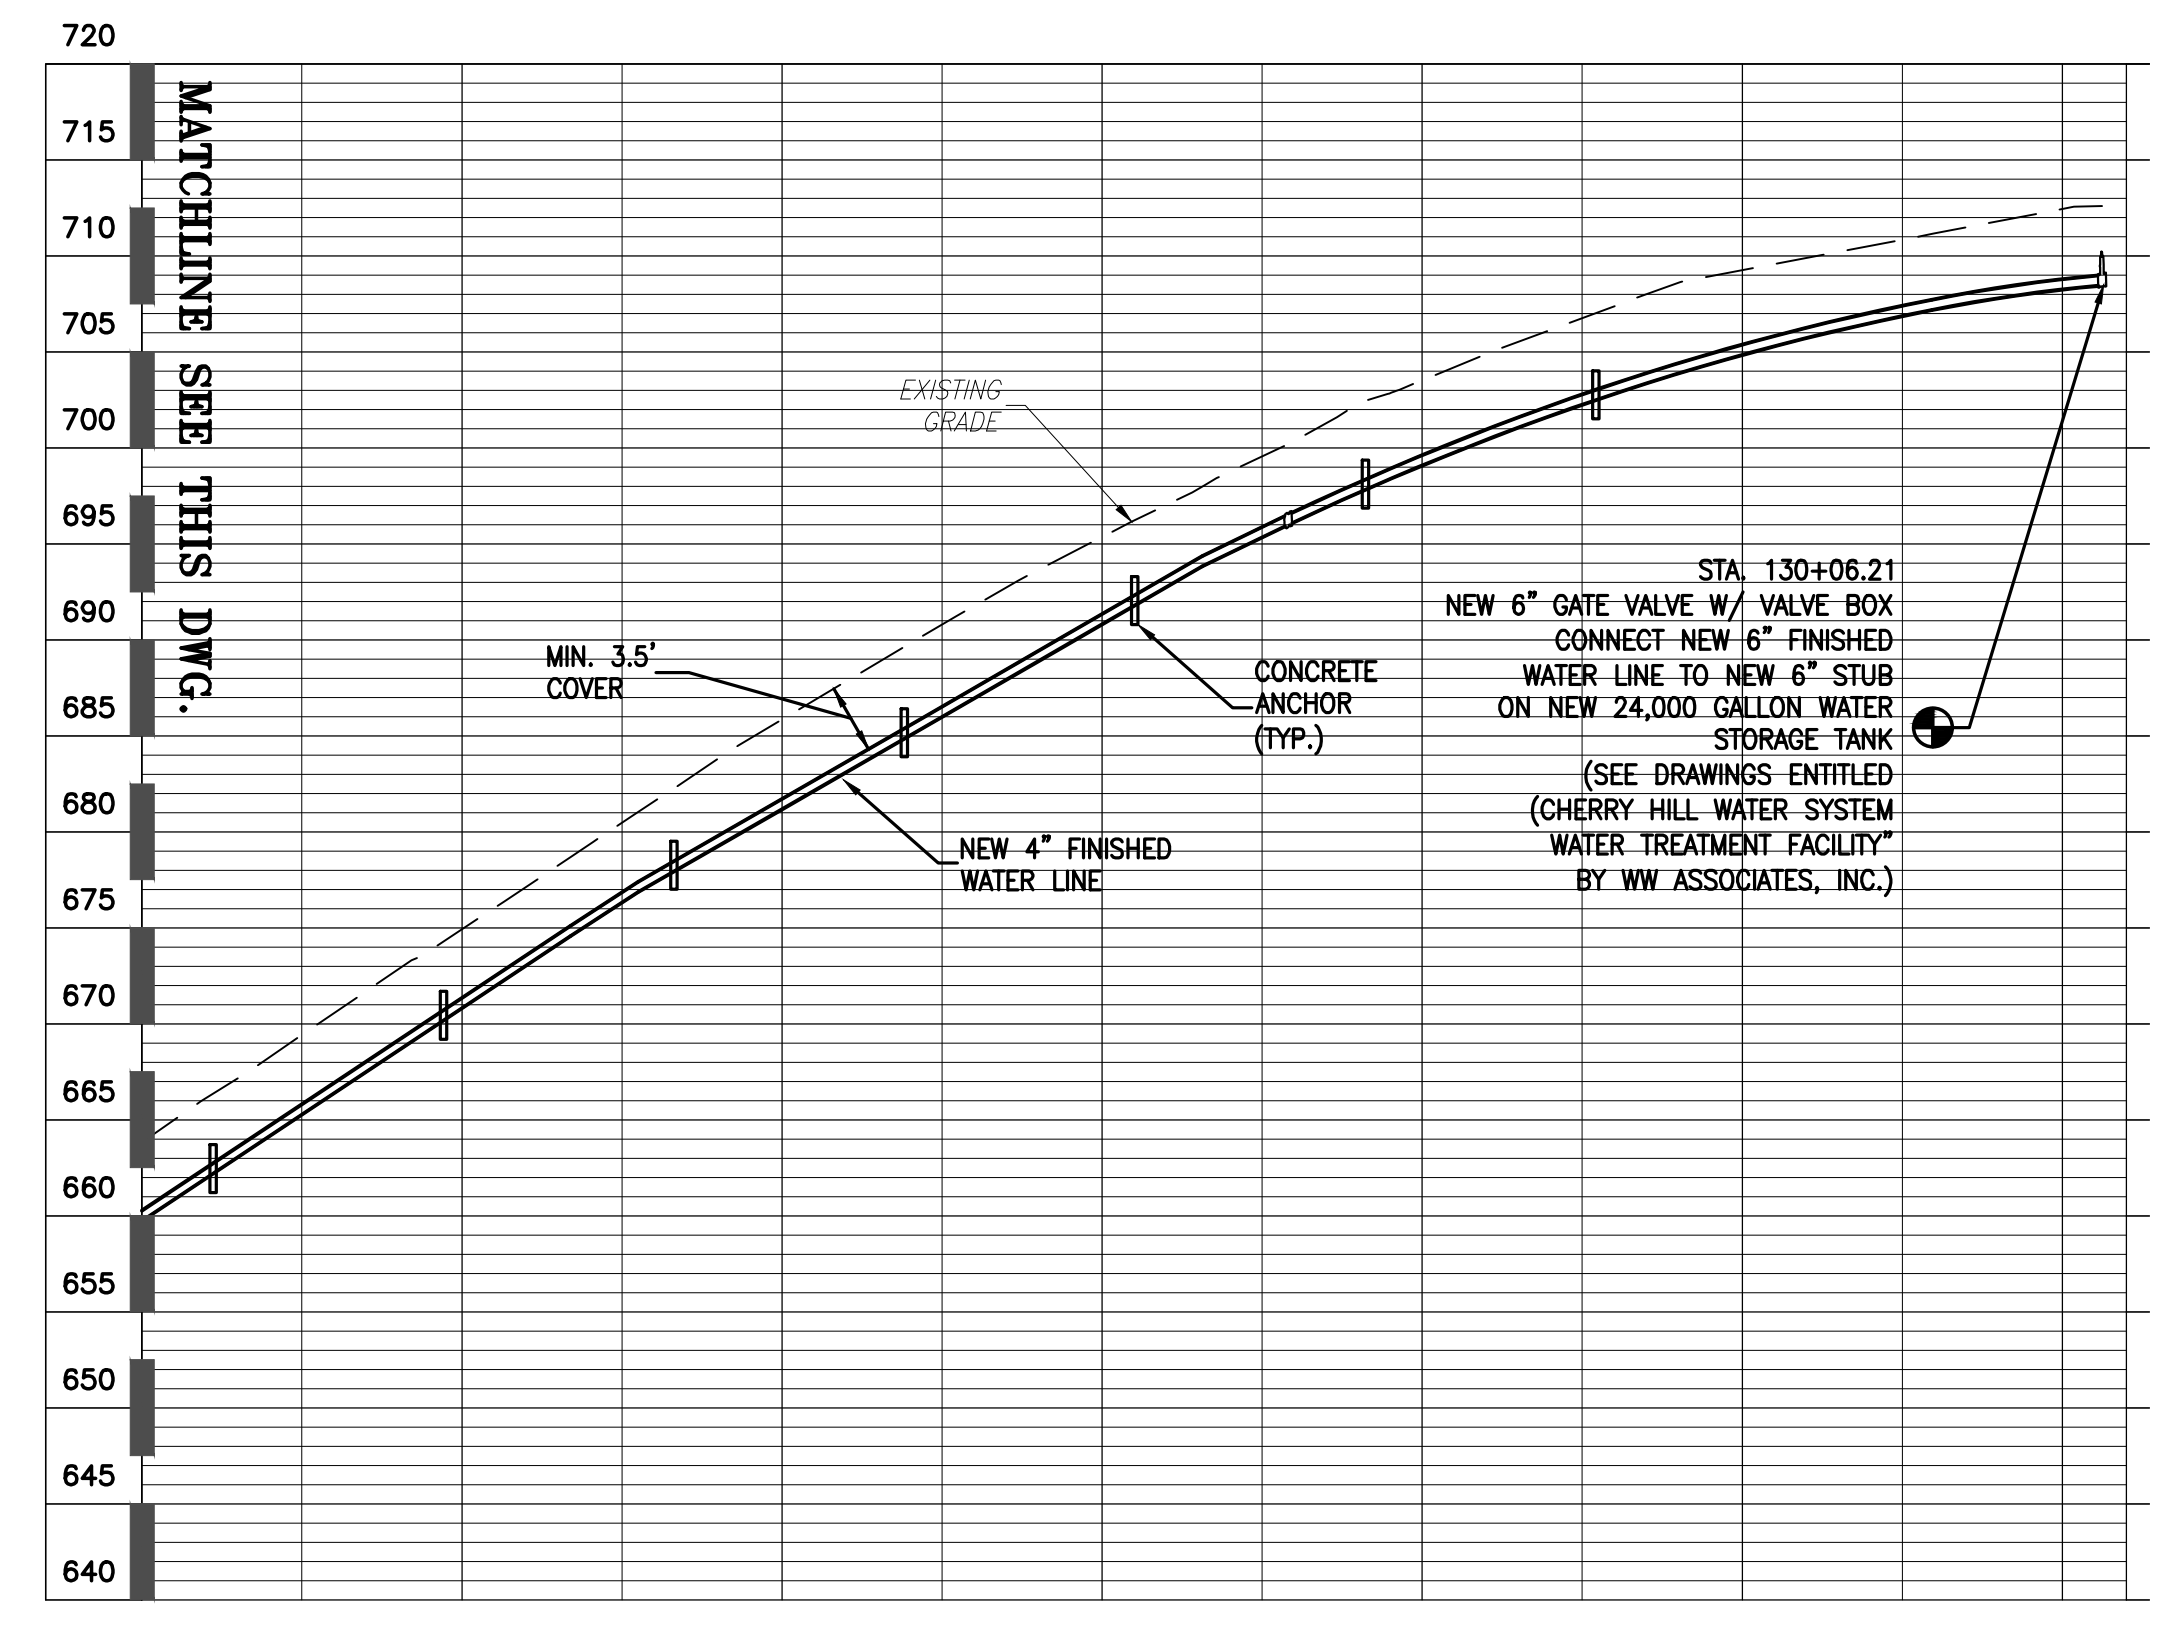 720
715
710
705
700
695
690
685
680
675
670
665
660
655
650
645
640
MATCHLINE SEE THIS DWG.
EXISTING
GRADE
MIN. 3.5'
COVER
CONCRETE
ANCHOR
(TYP.)
NEW 4" FINISHED
WATER LINE
STA. 130+06.21
NEW 6" GATE VALVE W/ VALVE BOX
CONNECT NEW 6" FINISHED
WATER LINE TO NEW 6" STUB
ON NEW 24,000 GALLON WATER
STORAGE TANK
(SEE DRAWINGS ENTITLED
(CHERRY HILL WATER SYSTEM
WATER TREATMENT FACILITY"
BY WW ASSOCIATES, INC.)